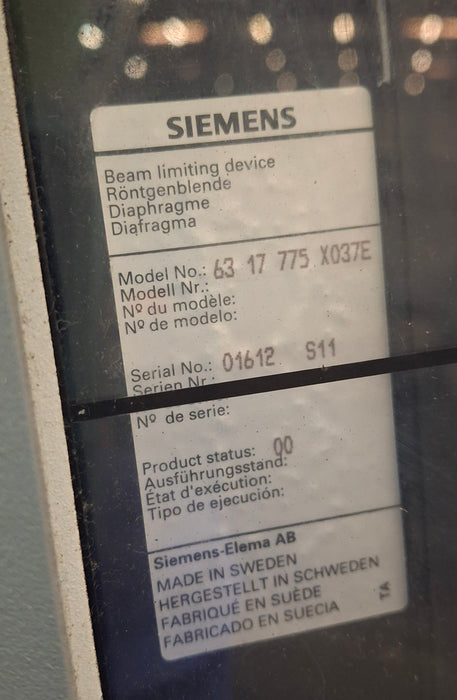 SIEMENS
Beam limiting device
Röntgenblende
Diaphragme
Diafragma
Model No.: 63 17 775 X037E
Modell Nr.:
Nº du modèle:
Nº de modelo:
Serial No.: 01612 S11
Serien Nr.:
Nº de serie:
Product status: 00
Ausführungsstand:
État d'exécution:
Tipo de ejecución:
Siemens-Elema AB
MADE IN SWEDEN
HERGESTELLT IN SCHWEDEN
FABRIQUÉ EN SUÈDE
FABRICADO EN SUECIA
TA